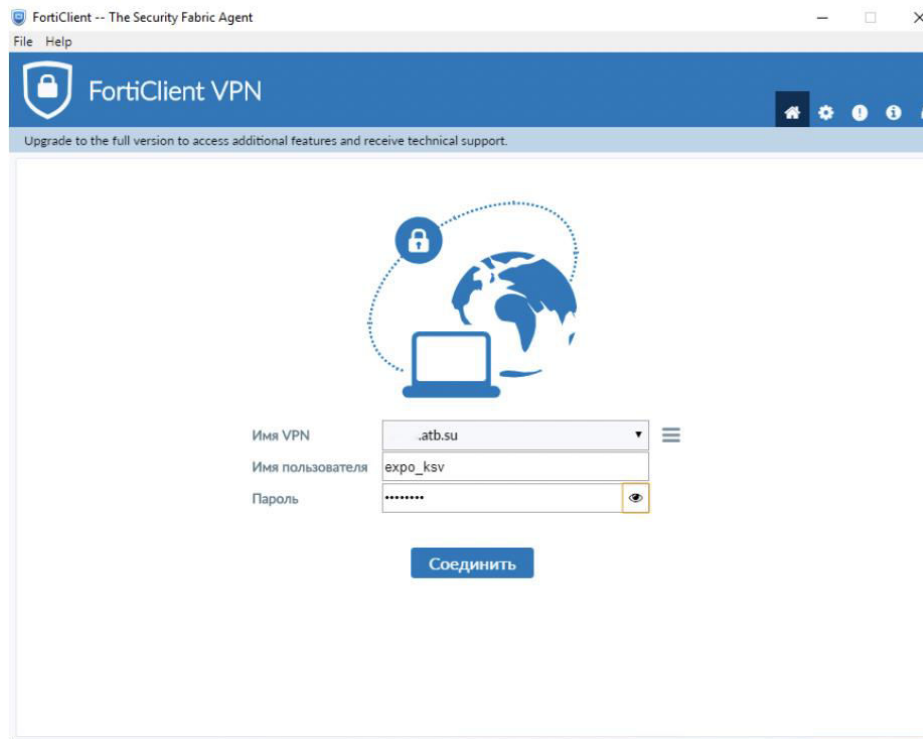 FortiClient -- The Security Fabric Agent
File Help
FortiClient VPN
Upgrade to the full version to access additional features and receive technical support.
Имя VPN .atb.su
Имя пользователя expo_ksv
Пароль ••••••••
Соединить